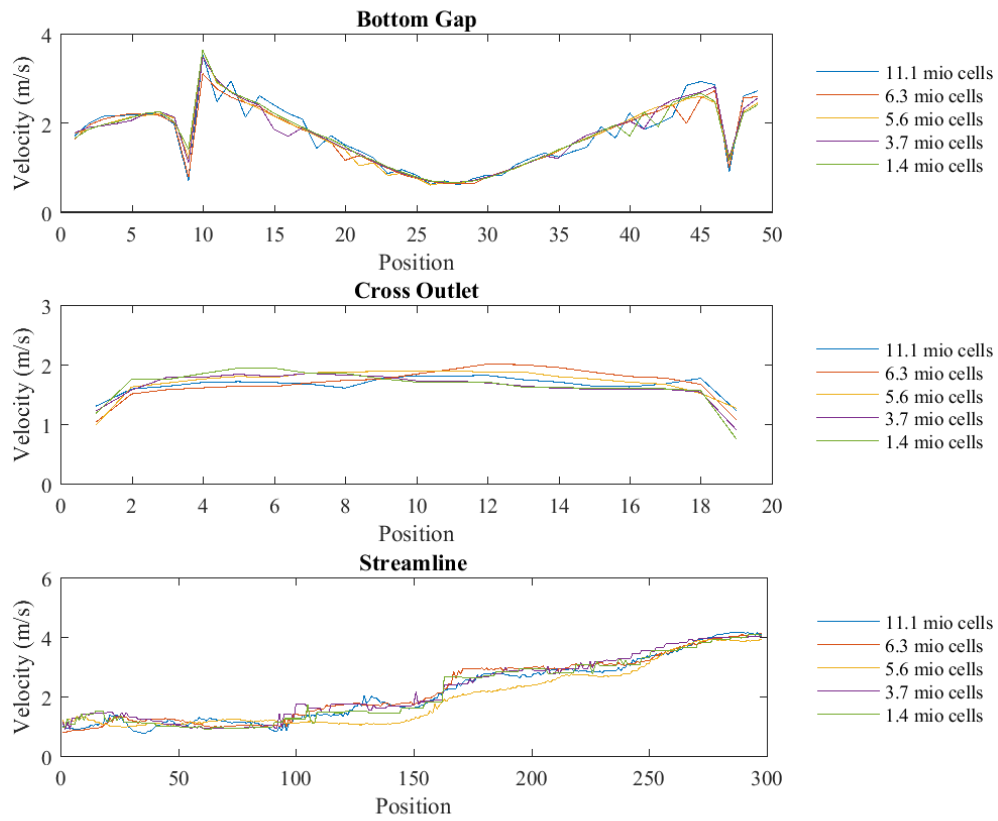 Bottom Gap
4
2
0
Velocity (m/s)
0 5 10 15 20 25 30 35 40 45 50
Position
11.1 mio cells
6.3 mio cells
5.6 mio cells
3.7 mio cells
1.4 mio cells
Cross Outlet
3
2
1
0
Velocity (m/s)
0 2 4 6 8 10 12 14 16 18 20
Position
11.1 mio cells
6.3 mio cells
5.6 mio cells
3.7 mio cells
1.4 mio cells
Streamline
6
4
2
0
Velocity (m/s)
0 50 100 150 200 250 300
Position
11.1 mio cells
6.3 mio cells
5.6 mio cells
3.7 mio cells
1.4 mio cells